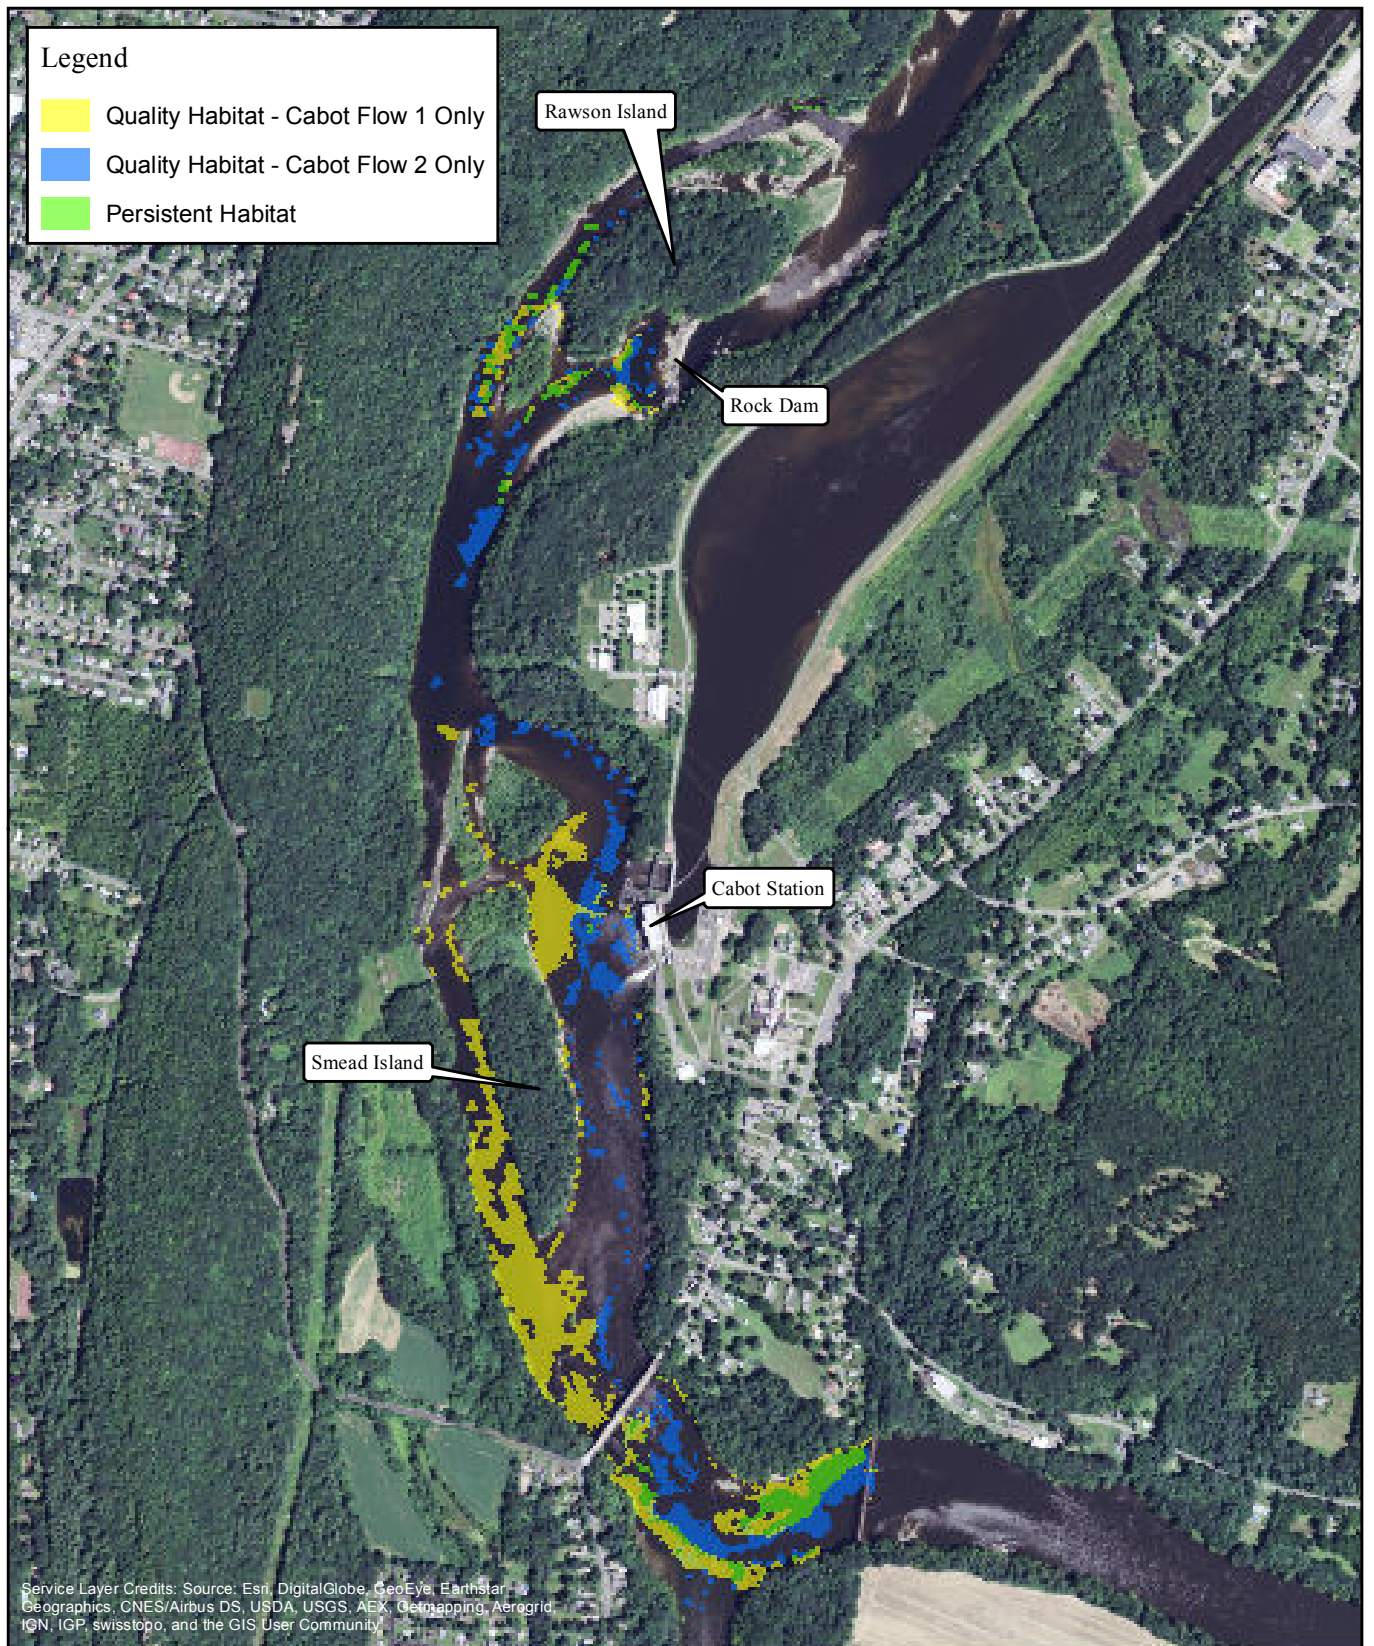 Legend
Quality Habitat - Cabot Flow 1 Only
Quality Habitat - Cabot Flow 2 Only
Persistent Habitat
Rawson Island
Rock Dam
Cabot Station
Smead Island
Service Layer Credits: Source: Esri, DigitalGlobe, GeoEye, Earthstar
Geographics, CNES/Airbus DS, USDA, USGS, AEX, Getmapping, Aerogrid,
IGN, IGP, swisstopo, and the GIS User Community